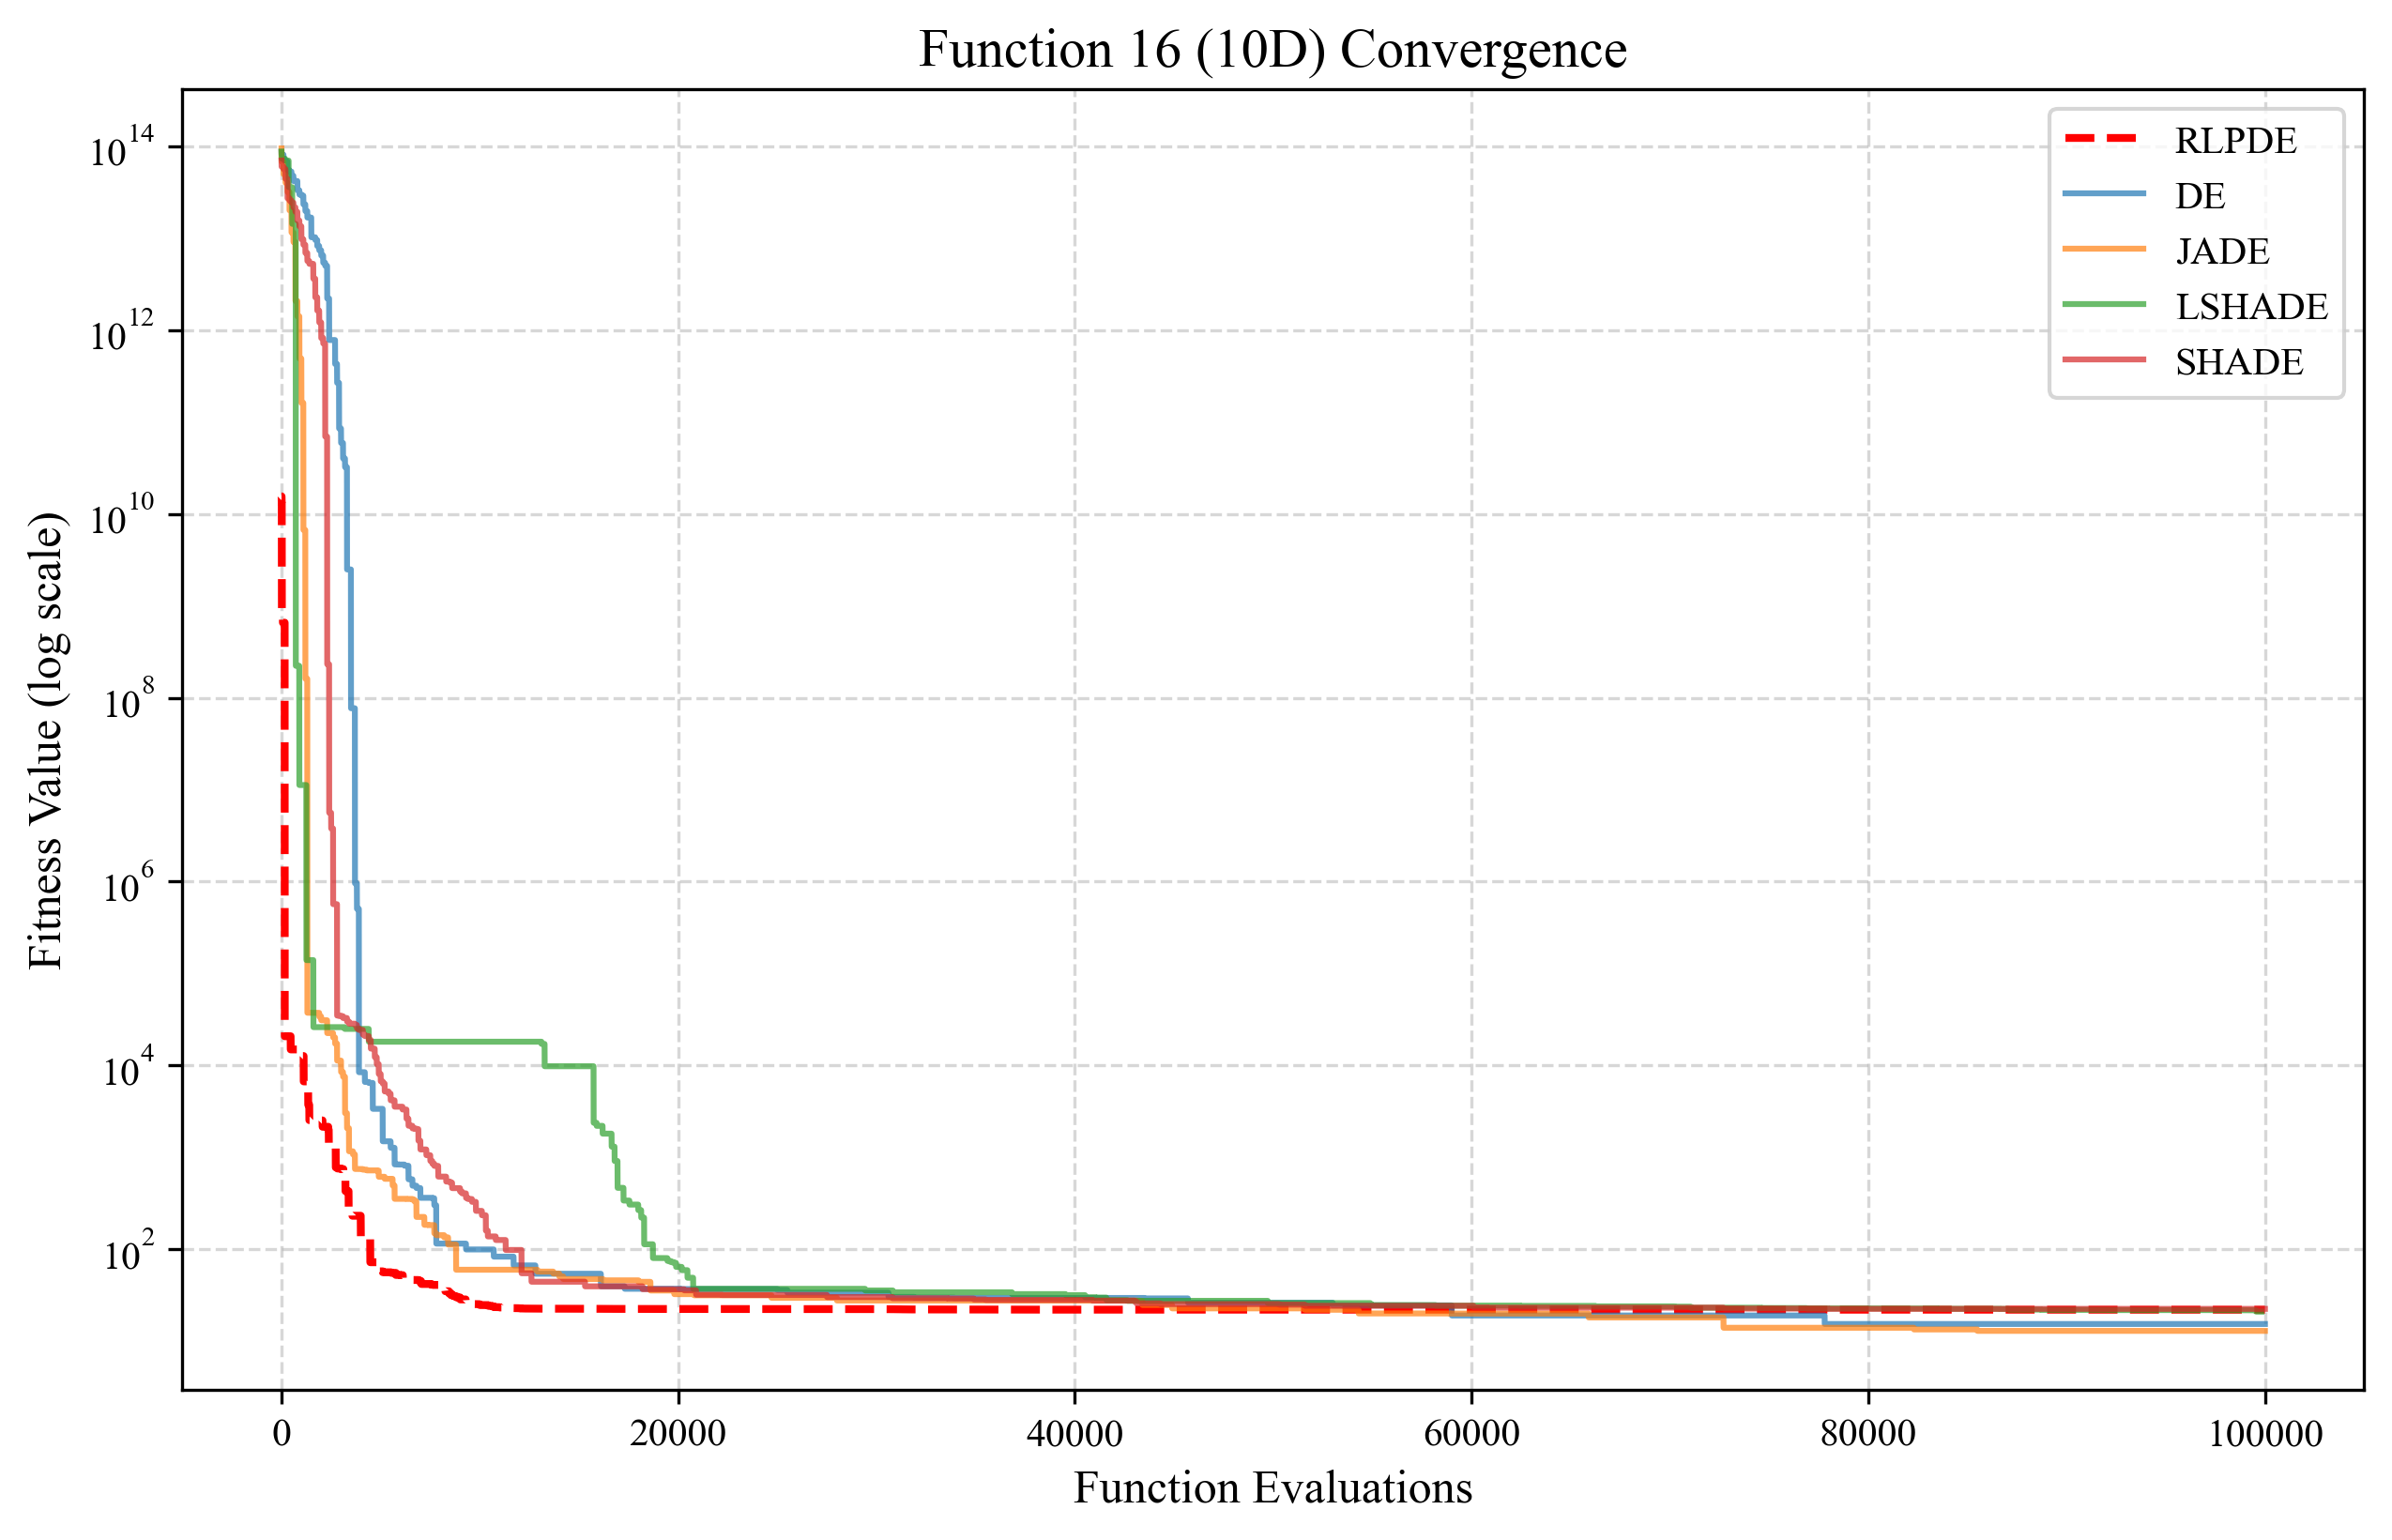 Function 16 (10D) Convergence
Fitness Value (log scale)
10^14
10^12
10^10
10^8
10^6
10^4
10^2
RLPDE
DE
JADE
LSHADE
SHADE
0 20000 40000 60000 80000 100000
Function Evaluations